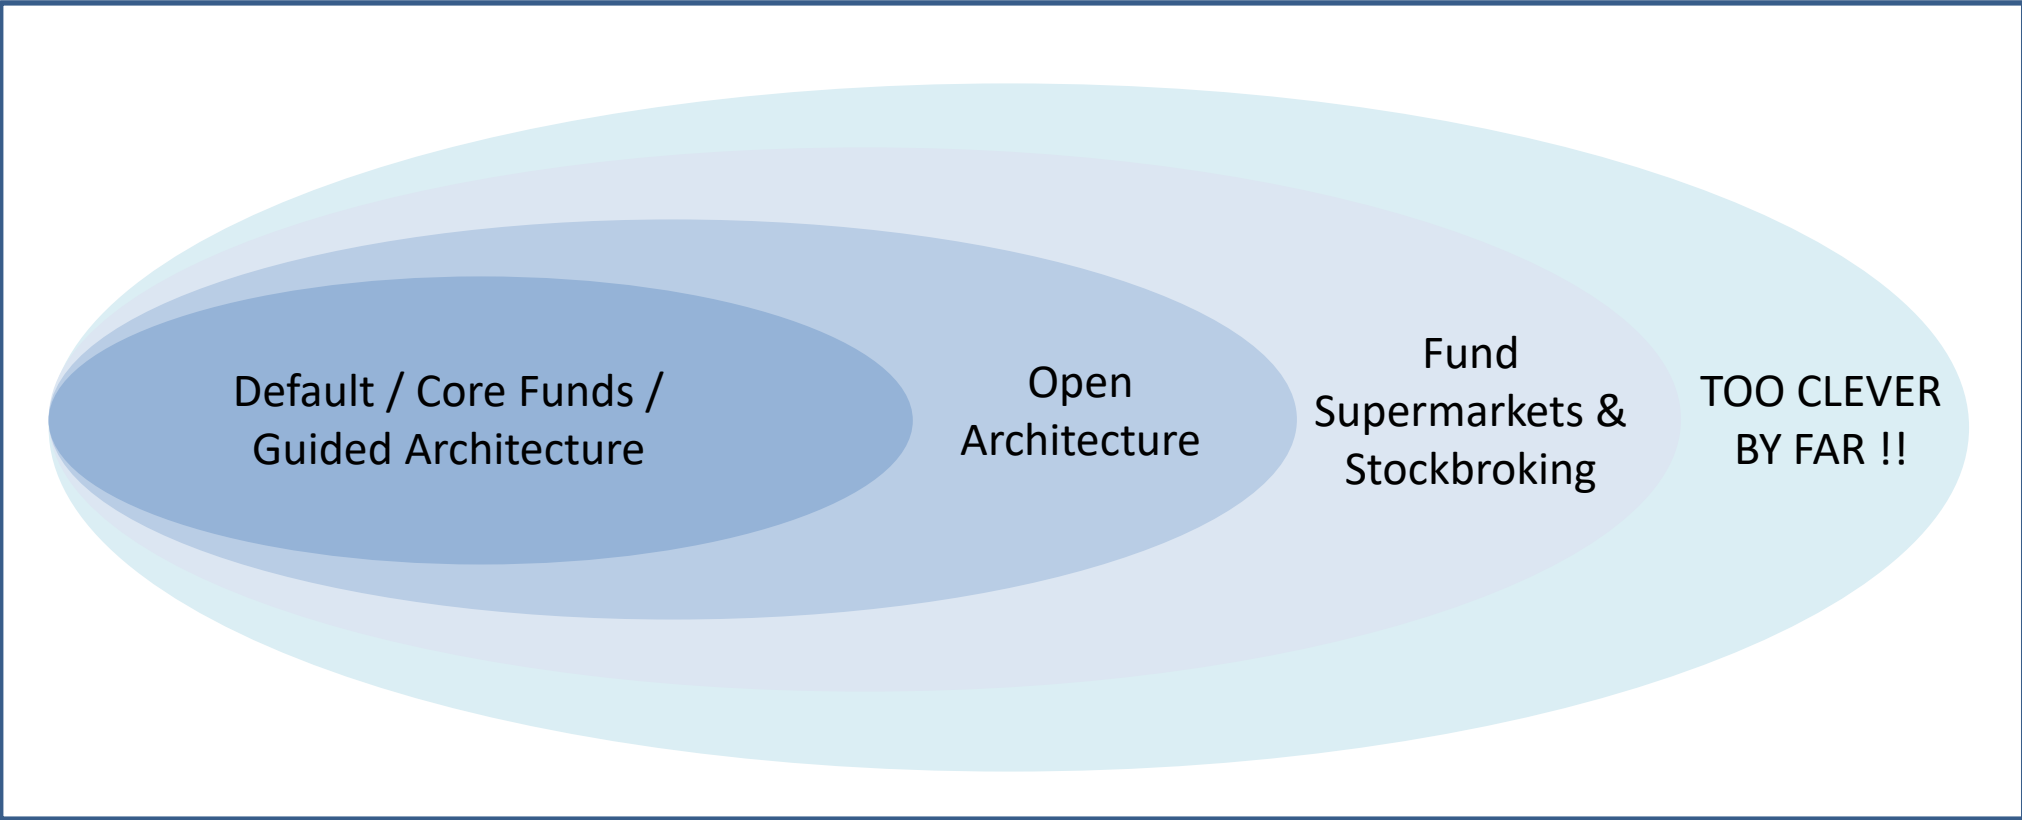 Default / Core Funds /
Guided Architecture
Open
Architecture
Fund
Supermarkets &
Stockbroking
TOO CLEVER
BY FAR !!